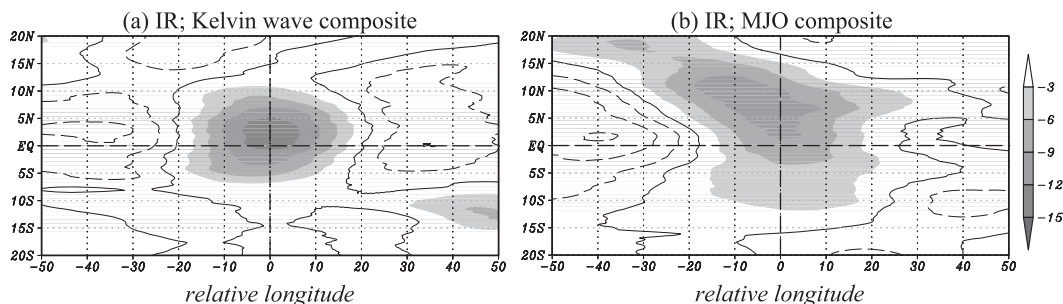 (a) IR; Kelvin wave composite
(b) IR; MJO composite
20N
15N
10N
5N
EQ
5S
10S
15S
20S
-50 -40 -30 -20 -10 0 10 20 30 40 50
relative longitude
20N
15N
10N
5N
EQ
5S
10S
15S
20S
-50 -40 -30 -20 -10 0 10 20 30 40 50
relative longitude
-3
-6
-9
-12
-15